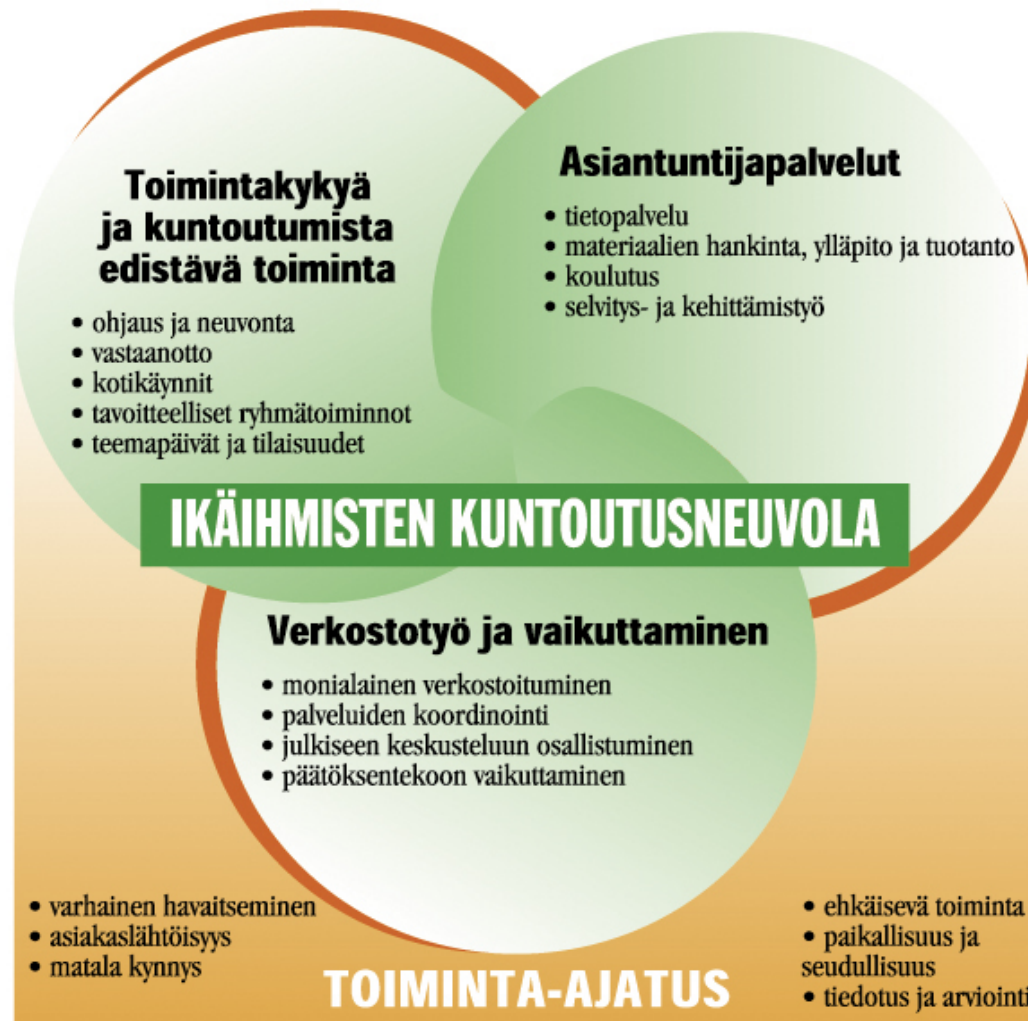 Toimintakykyä
ja kuntoutumista
edistävä toiminta
• ohjaus ja neuvonta
• vastaanotto
• kotikäynnit
• tavoitteelliset ryhmätoiminnot
• teemapäivät ja tilaisuudet
Asiantuntijapalvelut
• tietopalvelu
• materiaalien hankinta, ylläpito ja tuotanto
• koulutus
• selvitys- ja kehittämistyö
IKÄIHMISTEN KUNTOUTUSNEUVOLA
Verkostotyö ja vaikuttaminen
• monialainen verkostoituminen
• palveluiden koordinointi
• julkiseen keskusteluun osallistuminen
• päätöksentekoon vaikuttaminen
• varhainen havaitseminen
• asiakaslähtöisyys
• matala kynnys
• ehkäisevä toiminta
• paikallisuus ja
seudullisuus
• tiedotus ja arviointi
TOIMINTA-AJATUS